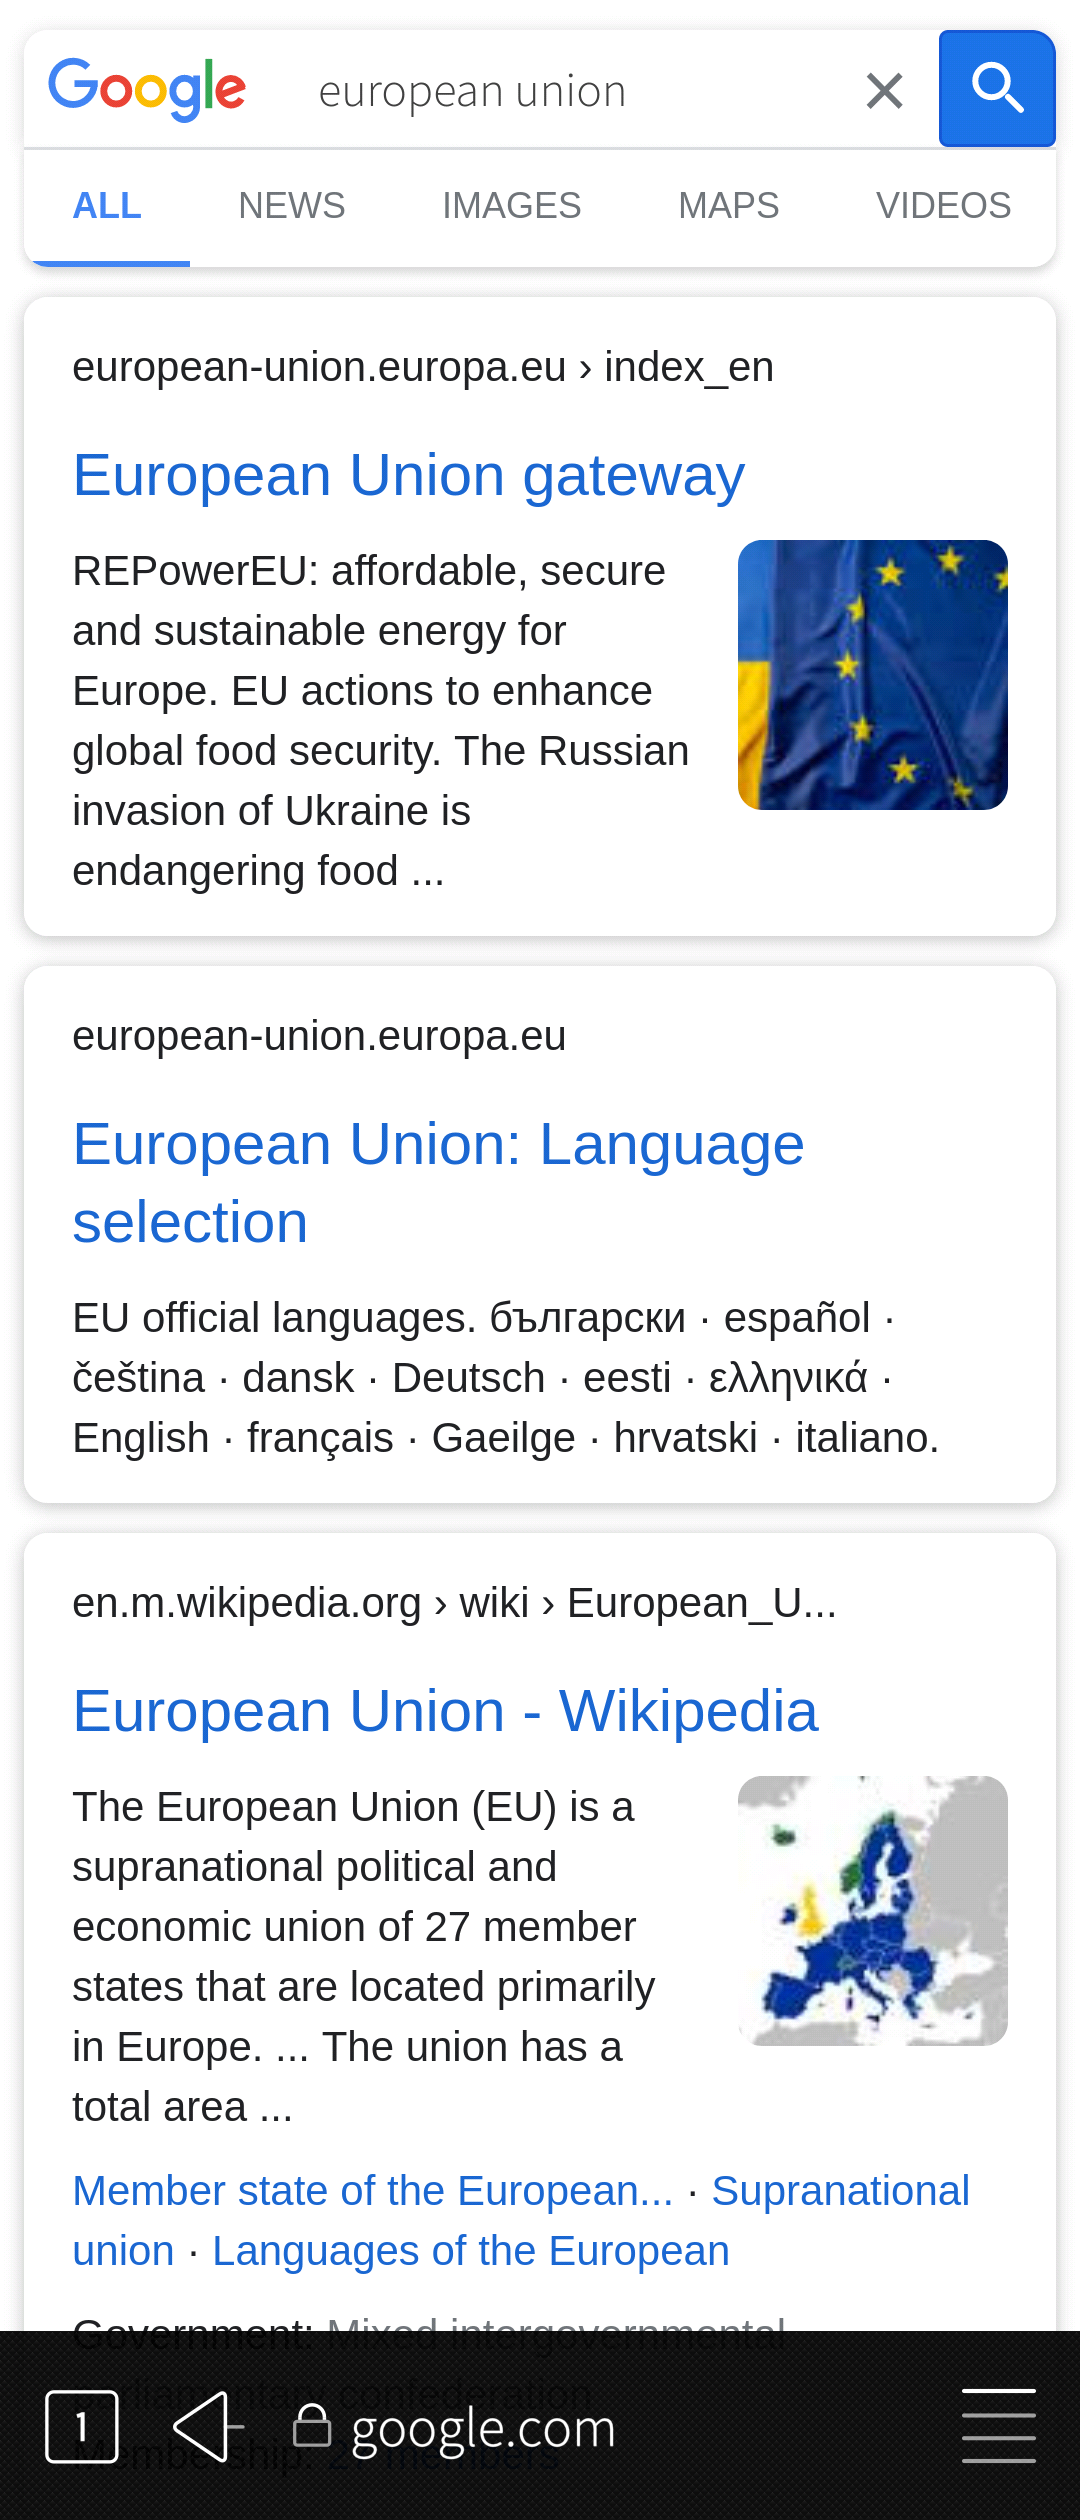 Google european union
ALL NEWS IMAGES MAPS VIDEOS
european-union.europa.eu › index_en
European Union gateway
REPowerEU: affordable, secure
and sustainable energy for
Europe. EU actions to enhance
global food security. The Russian
invasion of Ukraine is
endangering food ...
european-union.europa.eu
European Union: Language
selection
EU official languages. български · español ·
čeština · dansk · Deutsch · eesti · ελληνικά ·
English · français · Gaeilge · hrvatski · italiano.
en.m.wikipedia.org › wiki › European_U...
European Union - Wikipedia
The European Union (EU) is a
supranational political and
economic union of 27 member
states that are located primarily
in Europe. ... The union has a
total area ...
Member state of the European... · Supranational
union · Languages of the European
Government: Mixed intergovernmental
parliamentary confederation
Membership: 27 members
1 google.com